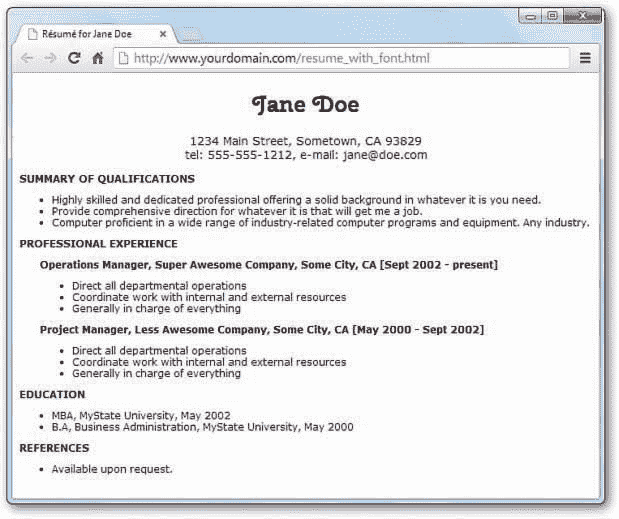 Résumé for Jane Doe
http://www.yourdomain.com/resume_with_font.html
Jane Doe
1234 Main Street, Sometown, CA 93829
tel: 555-555-1212, e-mail: jane@doe.com
SUMMARY OF QUALIFICATIONS
• Highly skilled and dedicated professional offering a solid background in whatever it is you need.
• Provide comprehensive direction for whatever it is that will get me a job.
• Computer proficient in a wide range of industry-related computer programs and equipment. Any industry.
PROFESSIONAL EXPERIENCE
Operations Manager, Super Awesome Company, Some City, CA [Sept 2002 - present]
• Direct all departmental operations
• Coordinate work with internal and external resources
• Generally in charge of everything
Project Manager, Less Awesome Company, Some City, CA [May 2000 - Sept 2002]
• Direct all departmental operations
• Coordinate work with internal and external resources
• Generally in charge of everything
EDUCATION
• MBA, MyState University, May 2002
• B.A, Business Administration, MyState University, May 2000
REFERENCES
• Available upon request.